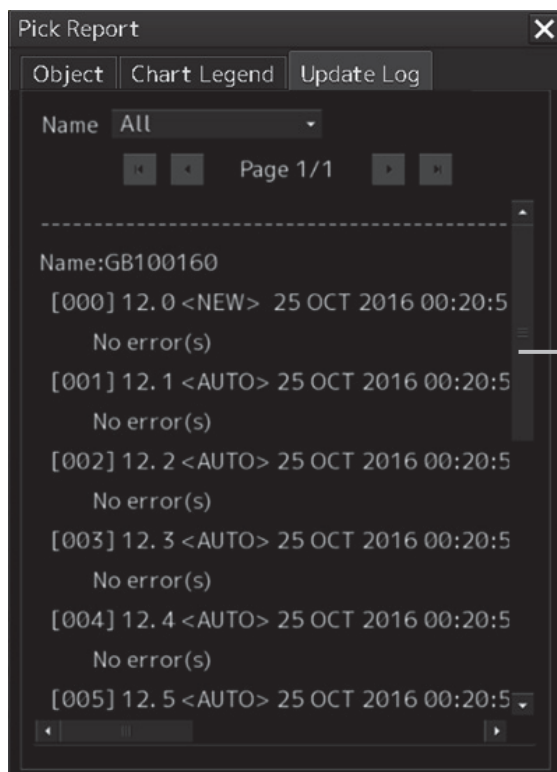 Pick Report
Object Chart Legend Update Log
Name All
Page 1/1
Name:GB100160
[000] 12. 0 <NEW> 25 OCT 2016 00:20:5
No error(s)
[001] 12. 1 <AUTO> 25 OCT 2016 00:20:5
No error(s)
[002] 12. 2 <AUTO> 25 OCT 2016 00:20:5
No error(s)
[003] 12. 3 <AUTO> 25 OCT 2016 00:20:5
No error(s)
[004] 12. 4 <AUTO> 25 OCT 2016 00:20:5
No error(s)
[005] 12. 5 <AUTO> 25 OCT 2016 00:20:5